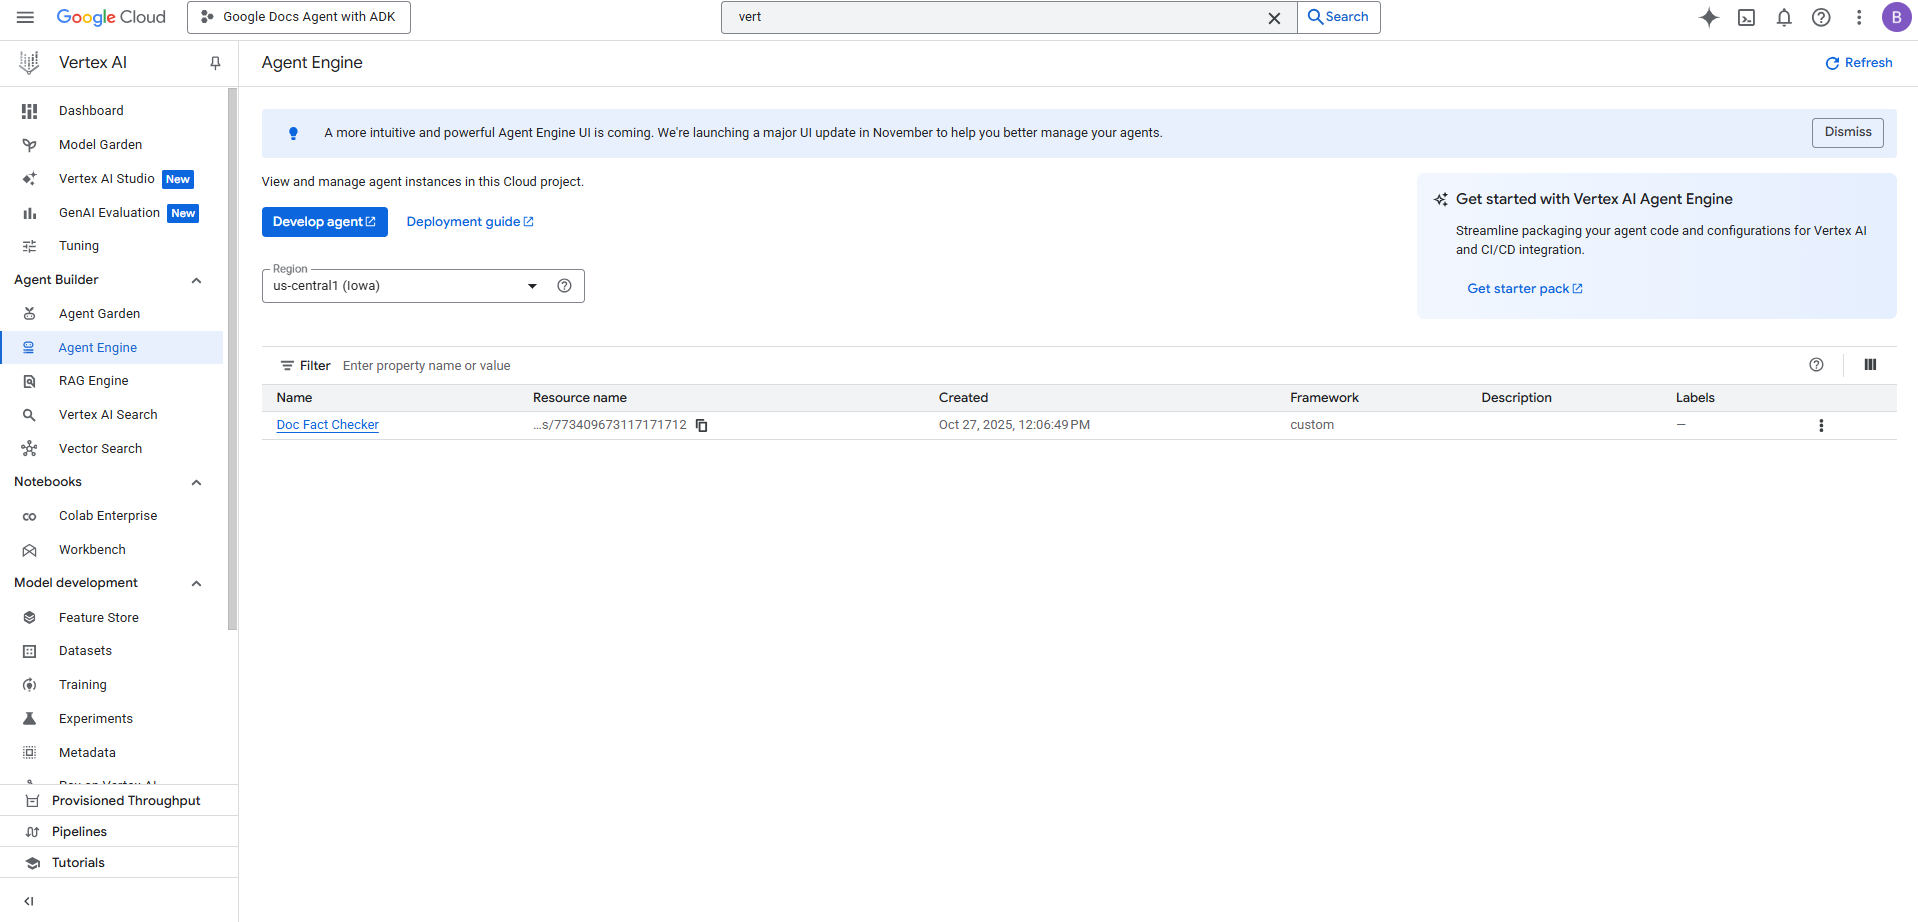 Google Cloud
Google Docs Agent with ADK
vert
Search
B
Vertex AI
Agent Engine
Refresh
Dashboard
Model Garden
Vertex AI Studio New
GenAI Evaluation New
Tuning
Agent Builder
Agent Garden
Agent Engine
RAG Engine
Vertex AI Search
Vector Search
Notebooks
Colab Enterprise
Workbench
Model development
Feature Store
Datasets
Training
Experiments
Metadata
Provisioned Throughput
Pipelines
Tutorials
A more intuitive and powerful Agent Engine UI is coming. We're launching a major UI update in November to help you better manage your agents.
Dismiss
View and manage agent instances in this Cloud project.
Develop agent
Deployment guide
Region
us-central1 (Iowa)
Get started with Vertex AI Agent Engine
Streamline packaging your agent code and configurations for Vertex AI
and CI/CD integration.
Get starter pack
Filter Enter property name or value
Name Resource name Created Framework Description Labels
Doc Fact Checker ...s/773409673117171712 Oct 27, 2025, 12:06:49 PM custom —